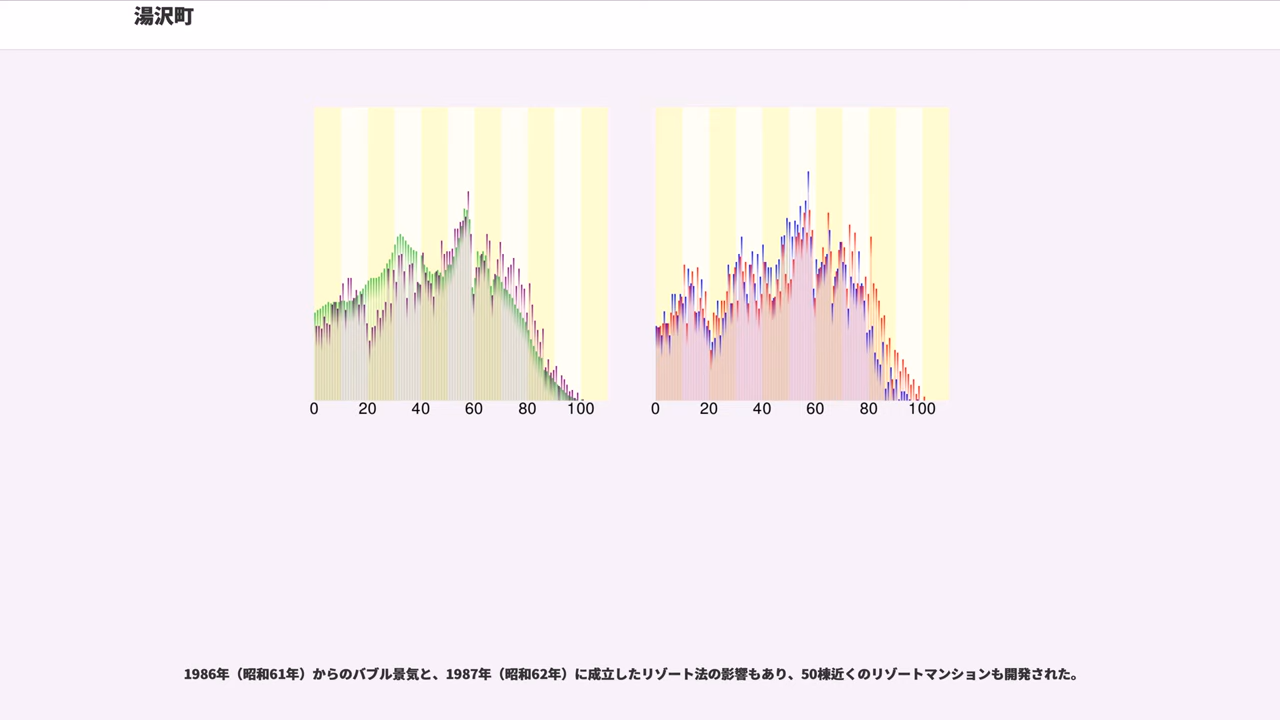 湯沢町
0 20 40 60 80 100
0 20 40 60 80 100
1986年（昭和61年）からのバブル景気と、1987年（昭和62年）に成立したリゾート法の影響もあり、50棟近くのリゾートマンションも開発された。